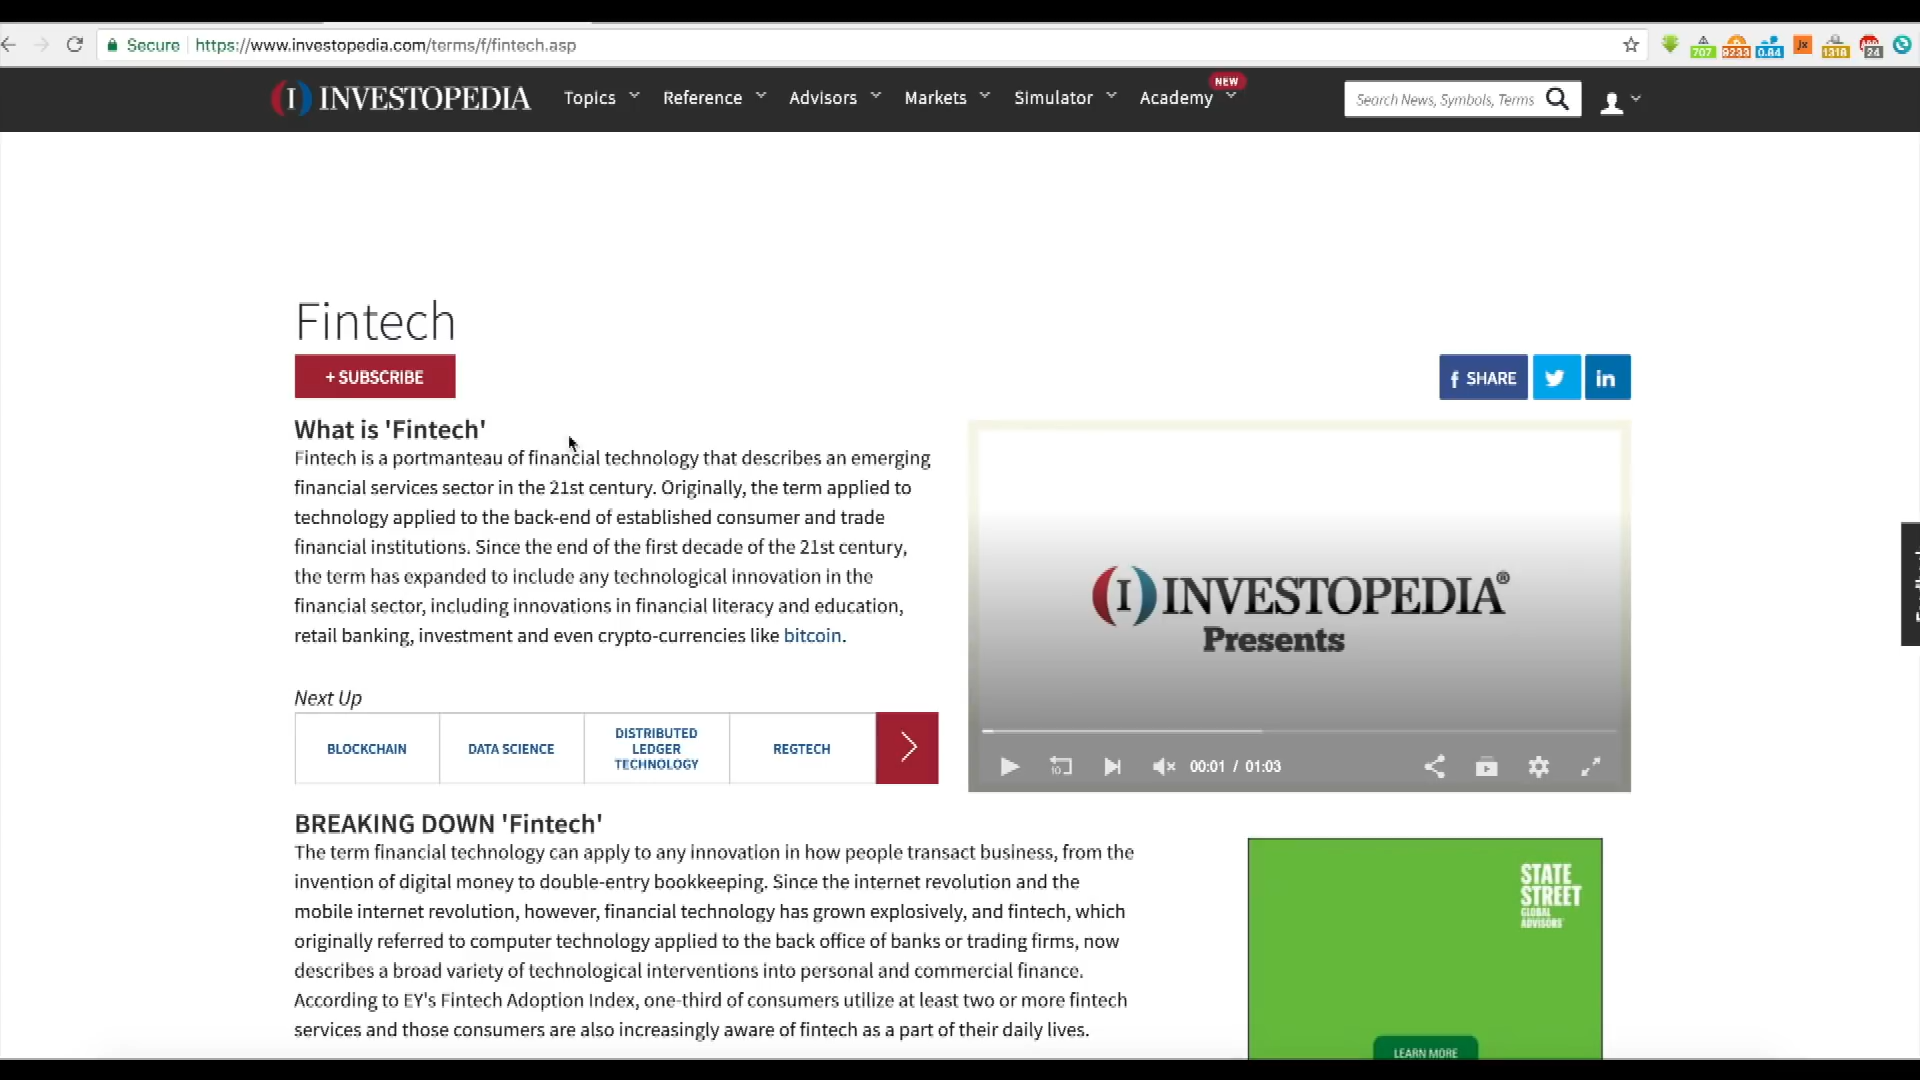 Secure https://www.investopedia.com/terms/f/fintech.asp
707 9233 0.84 Jx 1318 24
INVESTOPEDIA Topics Reference Advisors Markets Simulator Academy NEW Search News, Symbols, Terms
Fintech
+ SUBSCRIBE
f SHARE in
What is 'Fintech'
Fintech is a portmanteau of financial technology that describes an emerging
financial services sector in the 21st century. Originally, the term applied to
technology applied to the back-end of established consumer and trade
financial institutions. Since the end of the first decade of the 21st century,
the term has expanded to include any technological innovation in the
financial sector, including innovations in financial literacy and education,
retail banking, investment and even crypto-currencies like bitcoin.
(I) INVESTOPEDIA®
Presents
10 00:01 / 01:03
Next Up
BLOCKCHAIN
DATA SCIENCE
DISTRIBUTED
LEDGER
TECHNOLOGY
REGTECH
BREAKING DOWN 'Fintech'
The term financial technology can apply to any innovation in how people transact business, from the
invention of digital money to double-entry bookkeeping. Since the internet revolution and the
mobile internet revolution, however, financial technology has grown explosively, and fintech, which
originally referred to computer technology applied to the back office of banks or trading firms, now
describes a broad variety of technological interventions into personal and commercial finance.
According to EY's Fintech Adoption Index, one-third of consumers utilize at least two or more fintech
services and those consumers are also increasingly aware of fintech as a part of their daily lives.
STATE
STREET
GLOBAL
ADVISORS
LEARN MORE